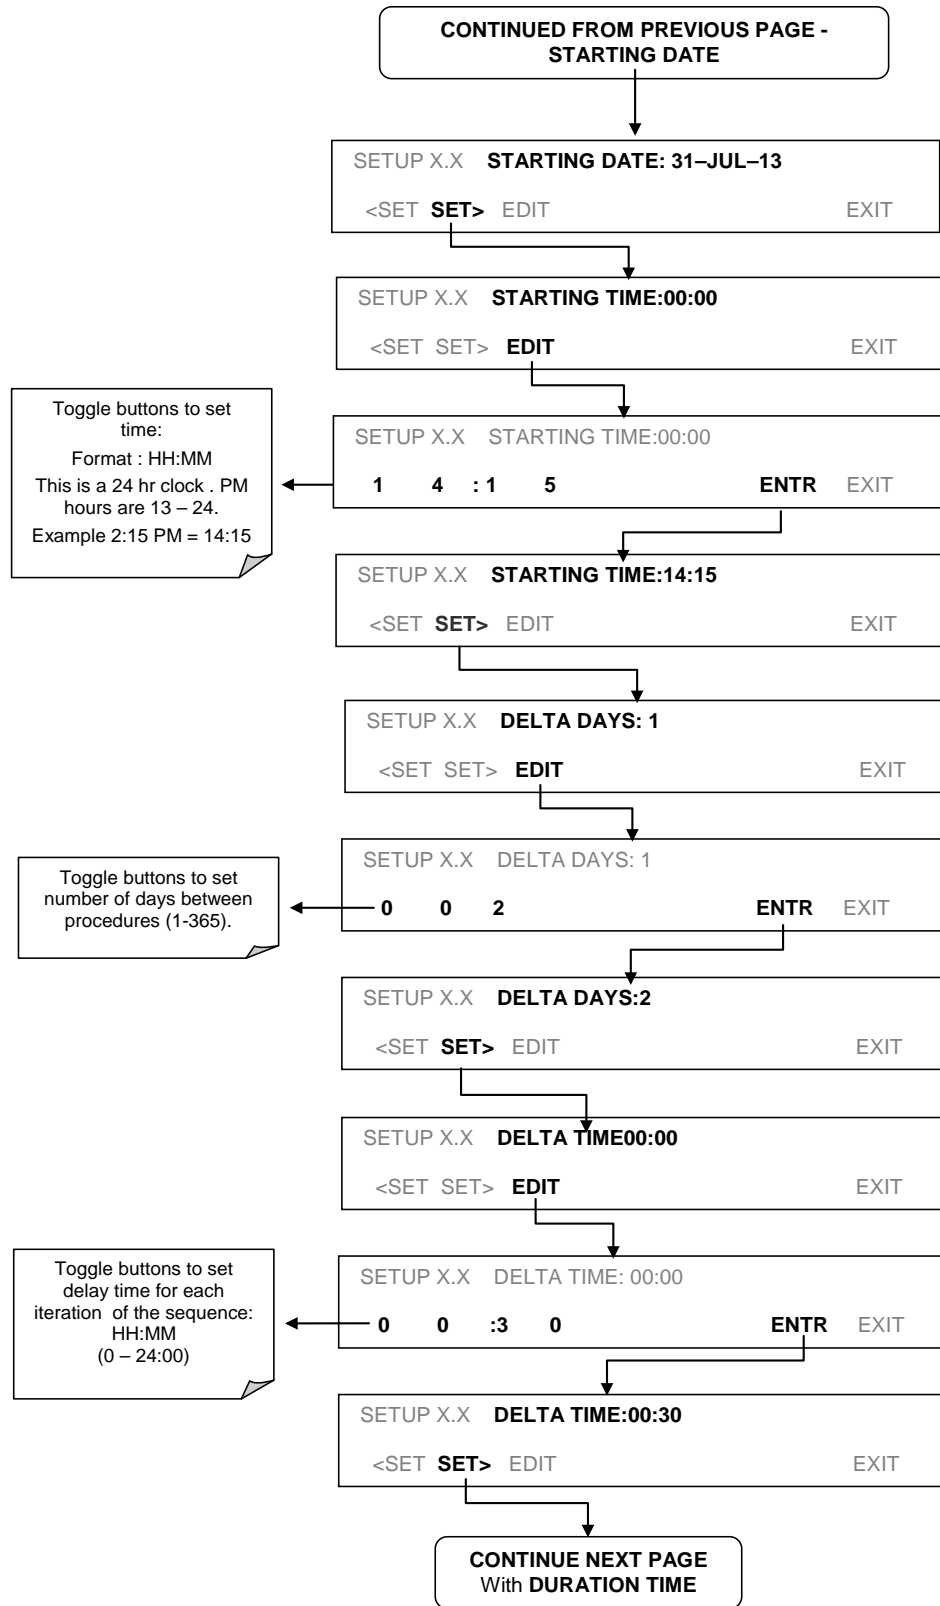 CONTINUED FROM PREVIOUS PAGE -
STARTING DATE
SETUP X.X STARTING DATE: 31–JUL–13
<SET SET> EDIT EXIT
SETUP X.X STARTING TIME:00:00
<SET SET> EDIT EXIT
Toggle buttons to set
time:
Format : HH:MM
This is a 24 hr clock . PM
hours are 13 – 24.
Example 2:15 PM = 14:15
SETUP X.X STARTING TIME:00:00
1 4 : 1 5 ENTR EXIT
SETUP X.X STARTING TIME:14:15
<SET SET> EDIT EXIT
SETUP X.X DELTA DAYS: 1
<SET SET> EDIT EXIT
Toggle buttons to set
number of days between
procedures (1-365).
SETUP X.X DELTA DAYS: 1
0 0 2 ENTR EXIT
SETUP X.X DELTA DAYS:2
<SET SET> EDIT EXIT
SETUP X.X DELTA TIME00:00
<SET SET> EDIT EXIT
Toggle buttons to set
delay time for each
iteration of the sequence:
HH:MM
(0 – 24:00)
SETUP X.X DELTA TIME: 00:00
0 0 :3 0 ENTR EXIT
SETUP X.X DELTA TIME:00:30
<SET SET> EDIT EXIT
CONTINUE NEXT PAGE
With DURATION TIME